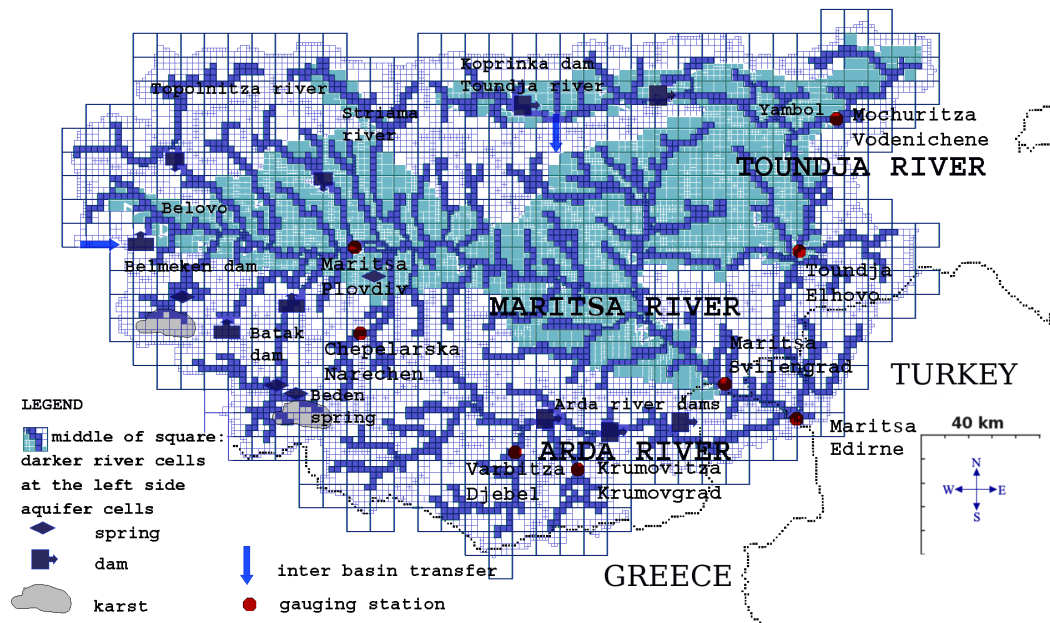 Koprinka dam
Toundja river
Topolnitza river
Striama
river
Yambol
Mochuritza
Vodenichene
TOUNDJA RIVER
Belovo
Belmeken dam
Maritsa
Plovdiv
Toundja
Elhovo
MARITSA RIVER
Batak
dam
Chepelarska
Narechen
Maritsa
Svilengrad
TURKEY
Beden
spring
Arda river dams
ARDA RIVER
Maritsa
Edirne
Varbitza
Djebel
Krumovitza
Krumovgrad
GREECE
40 km
N
W
E
S
LEGEND
middle of square:
darker river cells
at the left side
aquifer cells
spring
dam
karst
inter basin transfer
gauging station